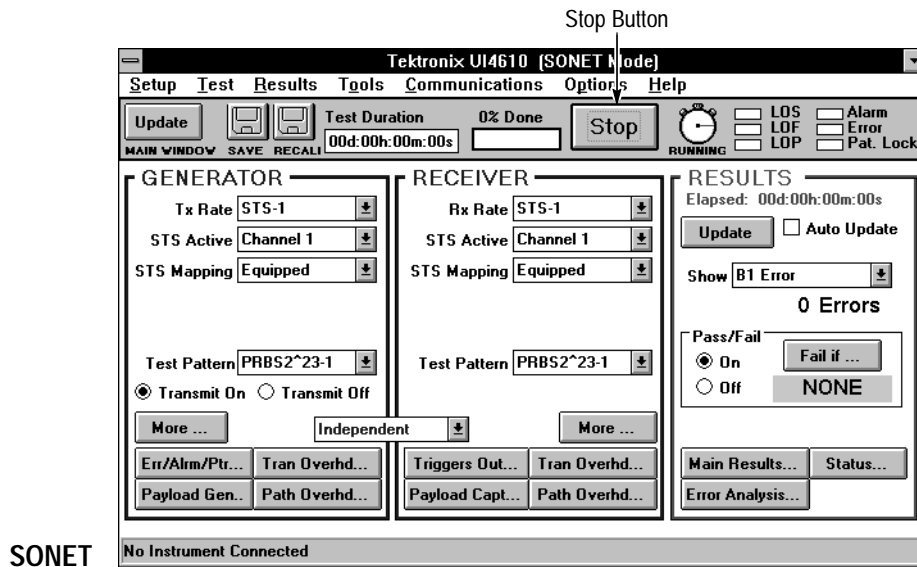 Stop Button
Tektronix UI4610 (SONET Mode)
Setup Test Results Tools Communications Options Help
Update
MAIN WINDOW
SAVE
RECALL
Test Duration
00d:00h:00m:00s
0% Done
Stop
RUNNING
LOS
LOF
LOP
Alarm
Error
Pat. Lock
GENERATOR
Tx Rate STS-1
STS Active Channel 1
STS Mapping Equipped
Test Pattern PRBS2^23-1
Transmit On Transmit Off
More ...
Independent
Err/Alrm/Ptr... Tran Overhd...
Payload Gen.. Path Overhd...
RECEIVER
Rx Rate STS-1
STS Active Channel 1
STS Mapping Equipped
Test Pattern PRBS2^23-1
More ...
Triggers Out... Tran Overhd...
Payload Capt... Path Overhd...
RESULTS
Elapsed: 00d:00h:00m:00s
Update Auto Update
Show B1 Error
0 Errors
Pass/Fail
On
Off
Fail if ...
NONE
Main Results... Status...
Error Analysis...
No Instrument Connected
SONET